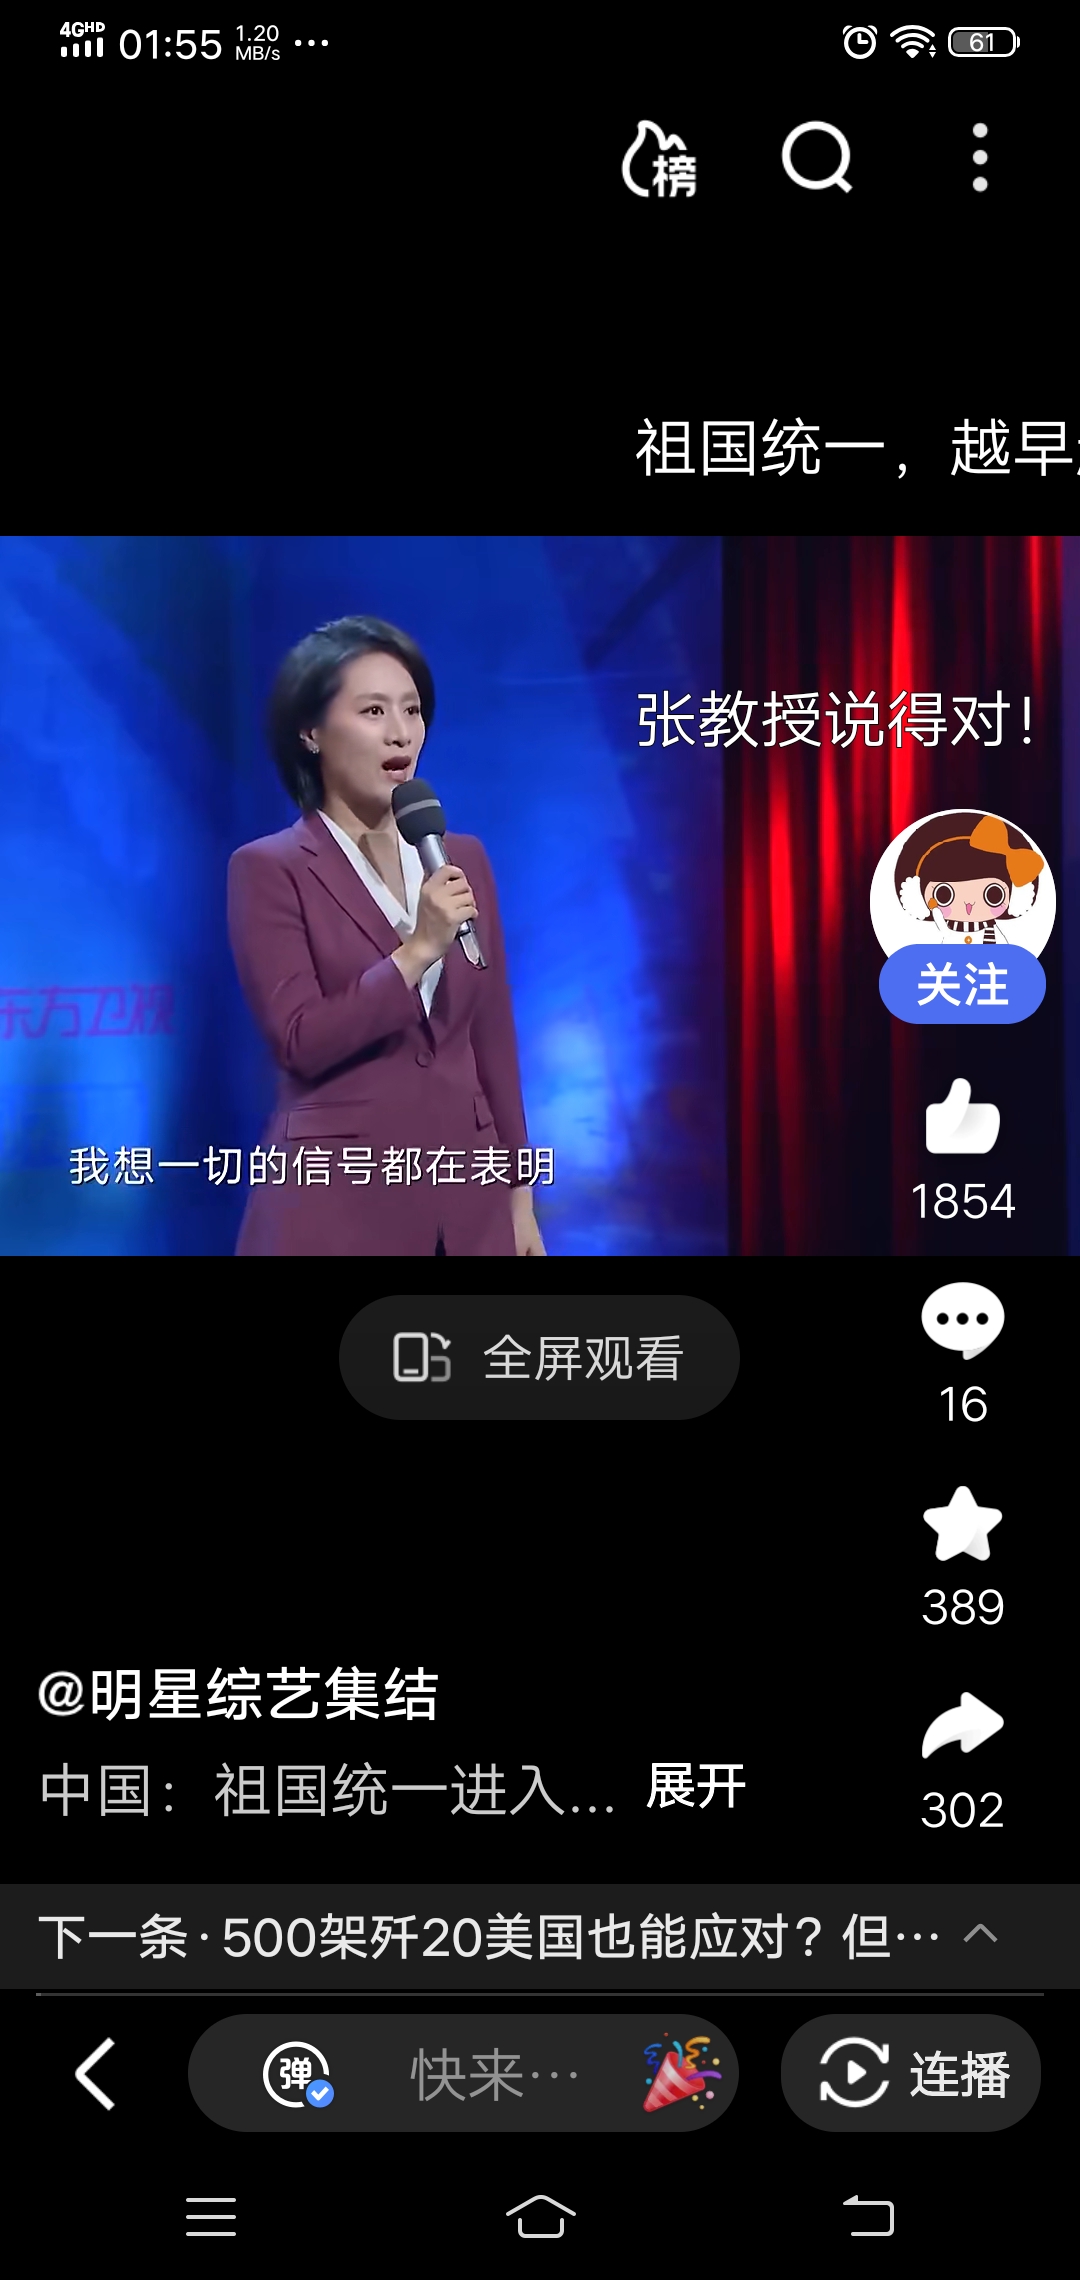 4GHD 01:55 1.20 MB/s ... 61
榜
祖国统一，越早
张教授说得对！
关注
东方卫视
我想一切的信号都在表明
1854
全屏观看
16
389
@明星综艺集结
中国：祖国统一进入... 展开
302
下一条·500架歼20美国也能应对？但…
弹 快来… 连播